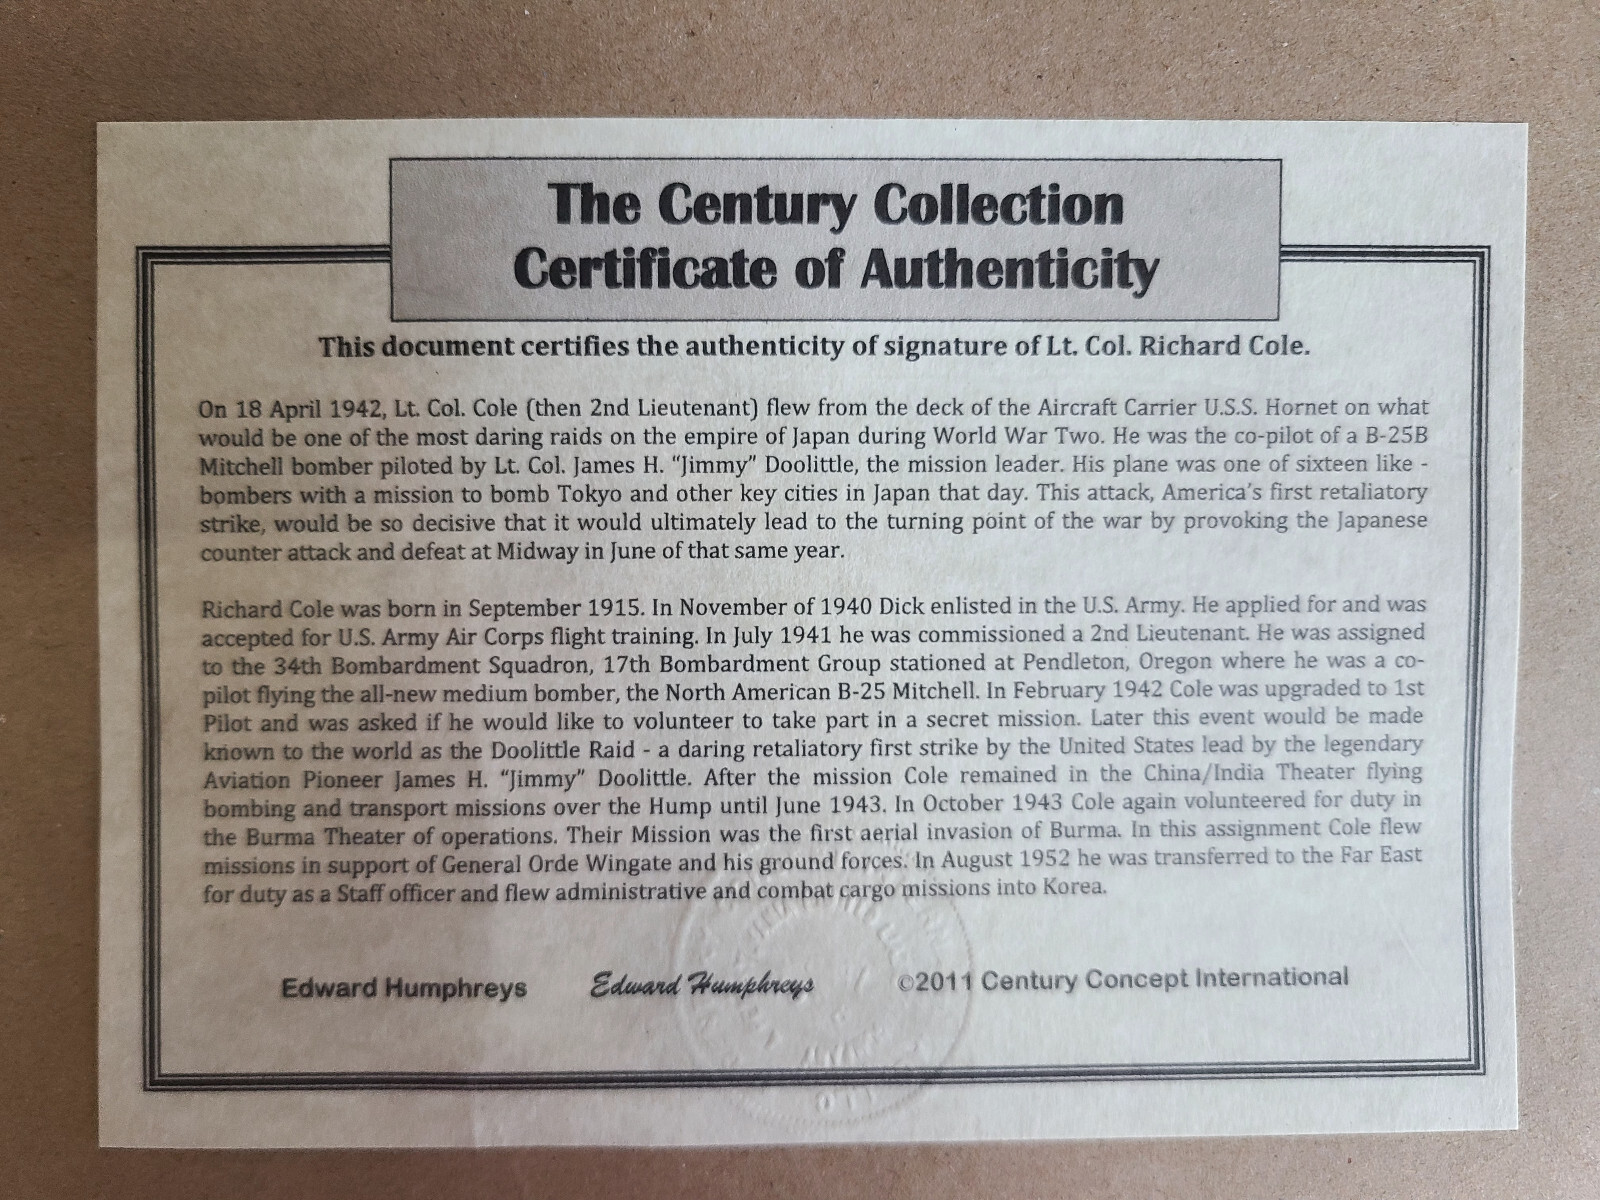 The Century Collection
Certificate of Authenticity
This document certifies the authenticity of signature of Lt. Col. Richard Cole.
On 18 April 1942, Lt. Col. Cole (then 2nd Lieutenant) flew from the deck of the Aircraft Carrier U.S.S. Hornet on what
would be one of the most daring raids on the empire of Japan during World War Two. He was the co-pilot of a B-25B
Mitchell bomber piloted by Lt. Col. James H. "Jimmy" Doolittle, the mission leader. His plane was one of sixteen like -
bombers with a mission to bomb Tokyo and other key cities in Japan that day. This attack, America's first retaliatory
strike, would be so decisive that it would ultimately lead to the turning point of the war by provoking the Japanese
counter attack and defeat at Midway in June of that same year.
Richard Cole was born in September 1915. In November of 1940 Dick enlisted in the U.S. Army. He applied for and was
accepted for U.S. Army Air Corps flight training. In July 1941 he was commissioned a 2nd Lieutenant. He was assigned
to the 34th Bombardment Squadron, 17th Bombardment Group stationed at Pendleton, Oregon where he was a co-
pilot flying the all-new medium bomber, the North American B-25 Mitchell. In February 1942 Cole was upgraded to 1st
Pilot and was asked if he would like to volunteer to take part in a secret mission. Later this event would be made
known to the world as the Doolittle Raid - a daring retaliatory first strike by the United States lead by the legendary
Aviation Pioneer James H. "Jimmy" Doolittle. After the mission Cole remained in the China/India Theater flying
bombing and transport missions over the Hump until June 1943. In October 1943 Cole again volunteered for duty in
the Burma Theater of operations. Their Mission was the first aerial invasion of Burma. In this assignment Cole flew
missions in support of General Orde Wingate and his ground forces. In August 1952 he was transferred to the Far East
for duty as a Staff officer and flew administrative and combat cargo missions into Korea.
Edward Humphreys Edward Humphreys ©2011 Century Concept International